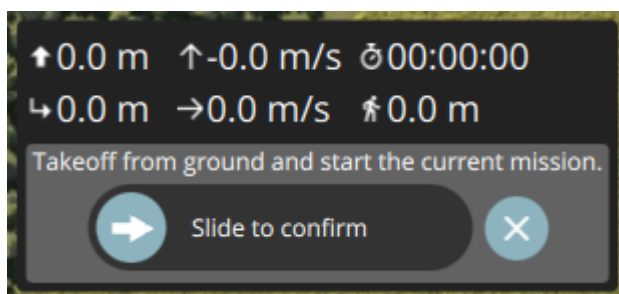 0.0 m -0.0 m/s 00:00:00
0.0 m 0.0 m/s 0.0 m
Takeoff from ground and start the current mission.
Slide to confirm